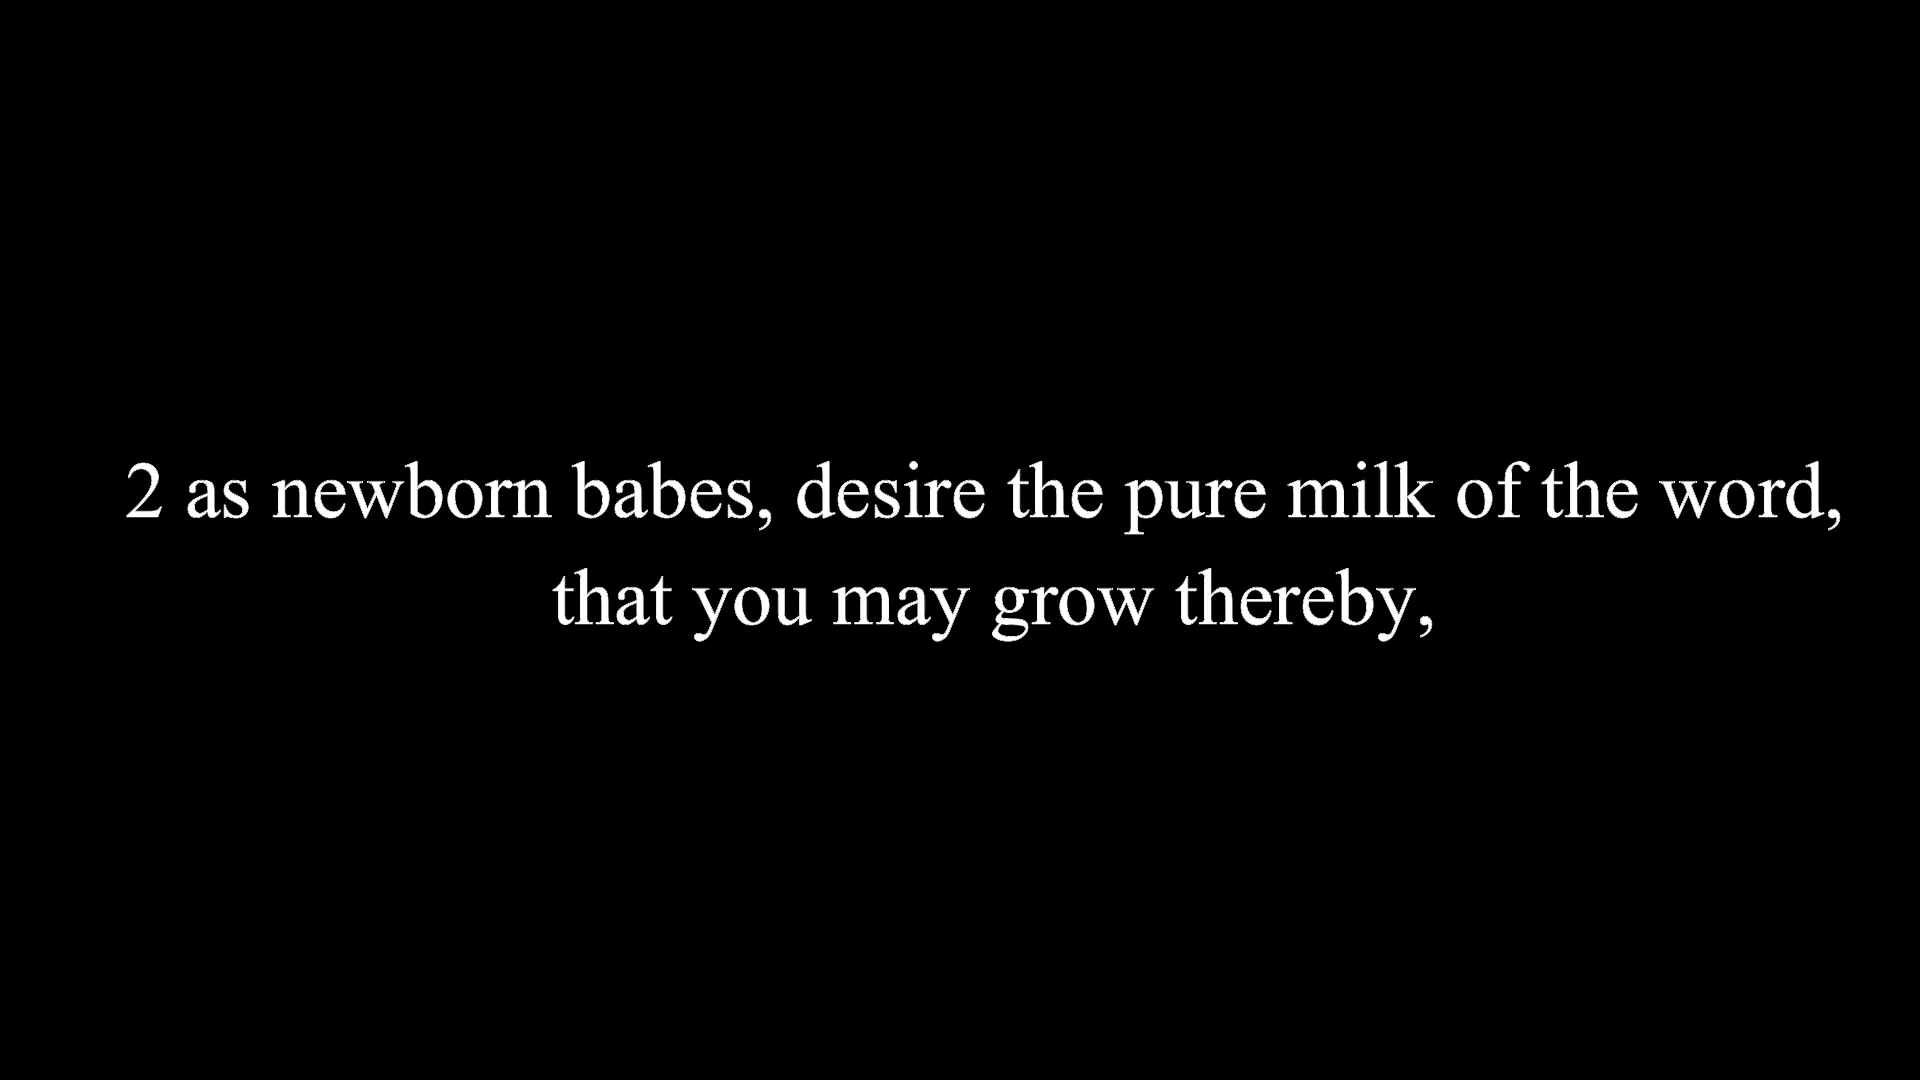 2 as newborn babes, desire the pure milk of the word,
that you may grow thereby,